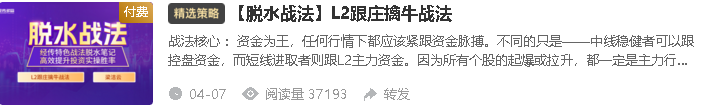 付费
脱水战法
经传特色战法脱水笔记
高效提升投资实操胜率
L2跟庄擒牛战法
精选策略 【脱水战法】L2跟庄擒牛战法
战法核心： 资金为王，任何行情下都应该紧跟资金脉搏。不同的只是——中线稳健者可以跟
控盘资金，而短线进取者则跟L2主力资金。因为所有个股的起爆或拉升，都一定是主力行...
04-07 阅读量 37193 转发